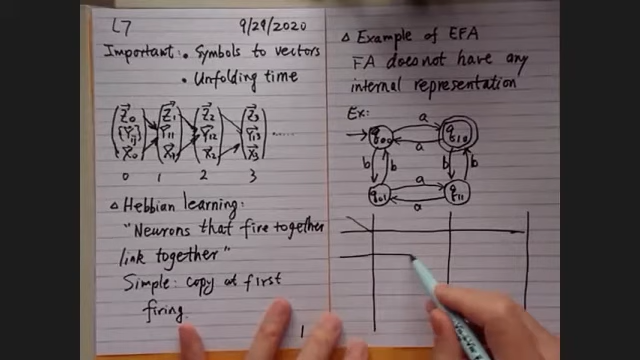 L7 9/29/2020
Important: • Symbols to vectors
• Unfolding time
Z0 Z1 Z2 Z3
{Yij} Y11 Y12 Y13 .....
X0 X1 X2 X3
0 1 2 3
△ Hebbian learning:
"Neurons that fire together
link together"
Simple: copy at first
firing.
1
△ Example of EFA
FA does not have any
internal representation
Ex:
a
q00 q10
a
b b b b
a
q01 q11
a